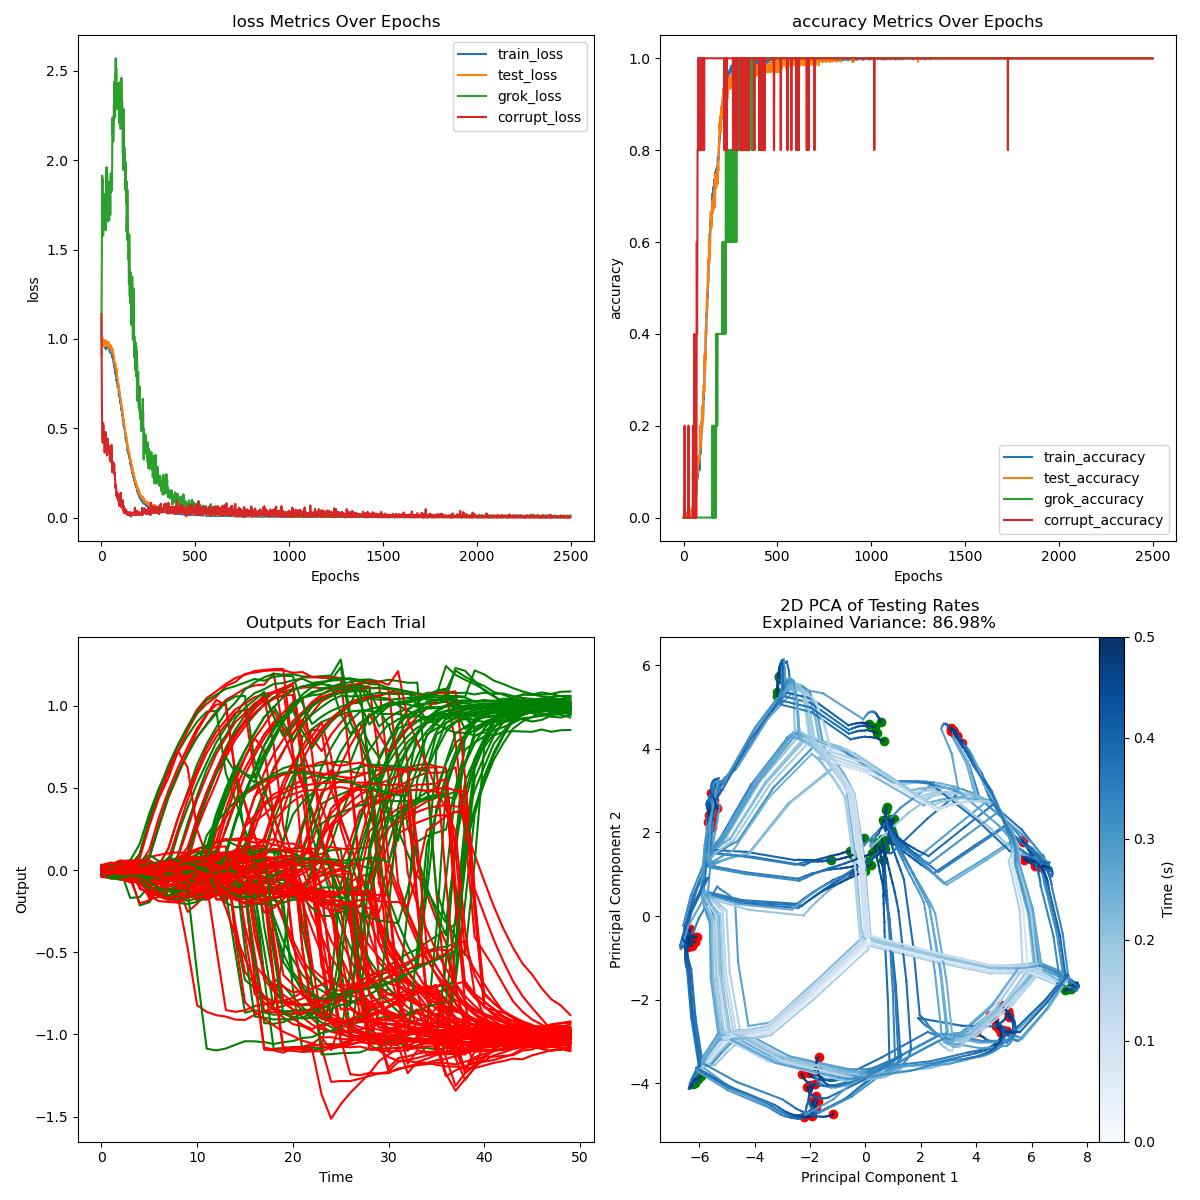 loss Metrics Over Epochs
2.5
2.0
1.5
1.0
0.5
0.0
loss
train_loss
test_loss
grok_loss
corrupt_loss
0 500 1000 1500 2000 2500
Epochs
accuracy Metrics Over Epochs
1.0
0.8
0.6
0.4
0.2
0.0
accuracy
train_accuracy
test_accuracy
grok_accuracy
corrupt_accuracy
0 500 1000 1500 2000 2500
Epochs
Outputs for Each Trial
1.0
0.5
0.0
−0.5
−1.0
−1.5
Output
0 10 20 30 40 50
Time
2D PCA of Testing Rates
Explained Variance: 86.98%
6
4
2
0
−2
−4
Principal Component 2
−6 −4 −2 0 2 4 6 8
Principal Component 1
0.5
0.4
0.3
0.2
0.1
0.0
Time (s)